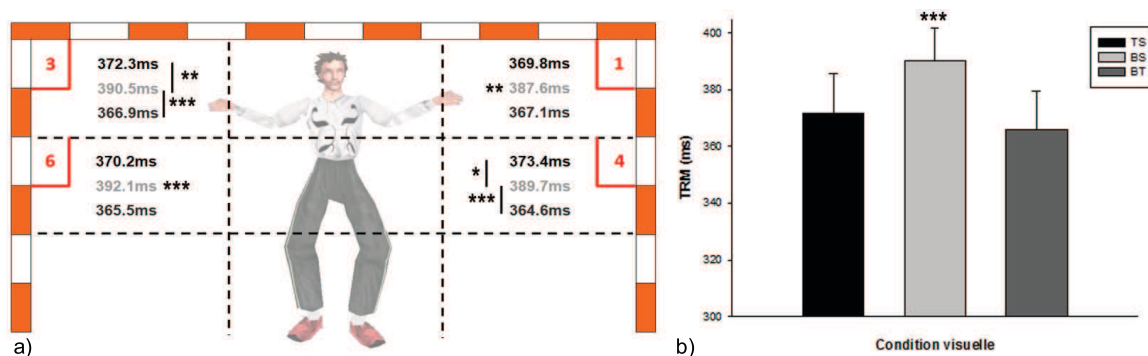 3
372.3ms
390.5ms
366.9ms
**
***
369.8ms
** 387.6ms
367.1ms
1
6
370.2ms
392.1ms ***
365.5ms
*
***
373.4ms
389.7ms
364.6ms
4
a)
400
380
360
340
320
300
TRM (ms)
***
TS
BS
BT
Condition visuelle
b)